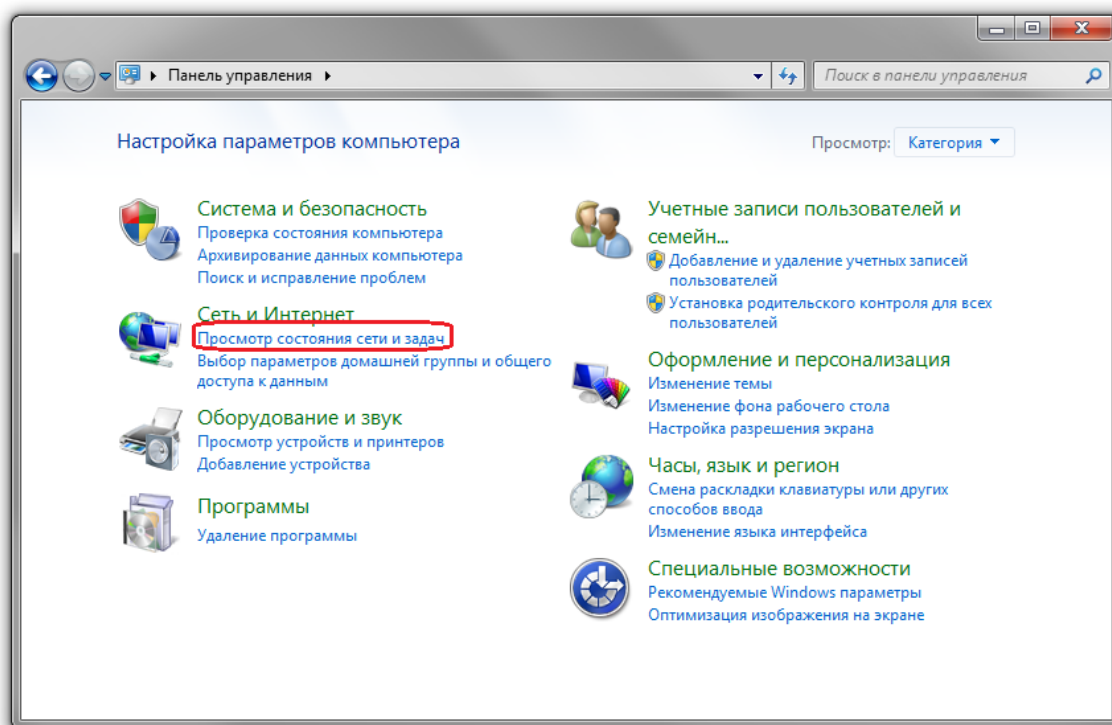 Панель управления
Поиск в панели управления
Настройка параметров компьютера
Просмотр: Категория
Система и безопасность
Проверка состояния компьютера
Архивирование данных компьютера
Поиск и исправление проблем
Сеть и Интернет
Просмотр состояния сети и задач
Выбор параметров домашней группы и общего
доступа к данным
Оборудование и звук
Просмотр устройств и принтеров
Добавление устройства
Программы
Удаление программы
Учетные записи пользователей и
семейн...
Добавление и удаление учетных записей
пользователей
Установка родительского контроля для всех
пользователей
Оформление и персонализация
Изменение темы
Изменение фона рабочего стола
Настройка разрешения экрана
Часы, язык и регион
Смена раскладки клавиатуры или других
способов ввода
Изменение языка интерфейса
Специальные возможности
Рекомендуемые Windows параметры
Оптимизация изображения на экране